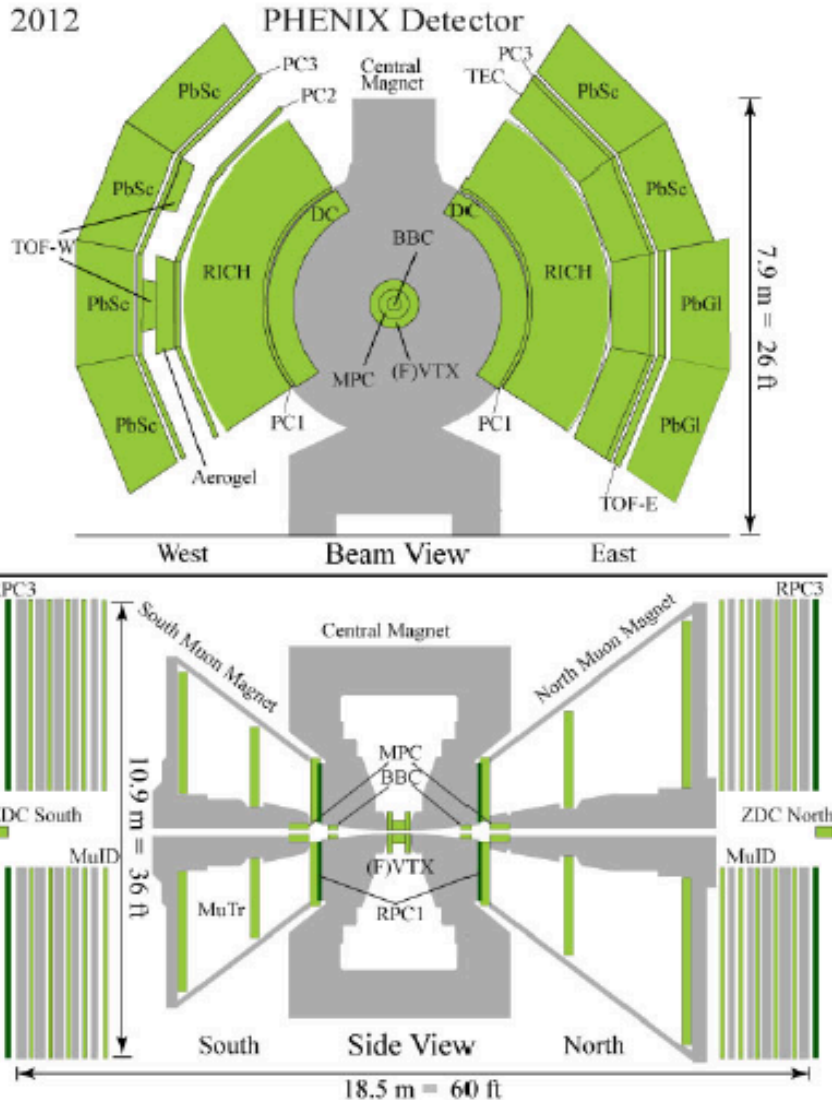 2012 PHENIX Detector
Central
Magnet
PC3
PC2
PbSc
PC3
TEC
PbSc
PbSc
DC
DC
PbSc
TOF-W
BBC
RICH
RICH
PbSc
PbGl
MPC
(F)VTX
PbSc
PC1
PC1
PbGl
Aerogel
TOF-E
7.9 m = 26 ft
West
Beam View
East
PC3
RPC3
South Muon Magnet
Central Magnet
North Muon Magnet
MPC
BBC
10.9 m = 36 ft
DC South
ZDC North
MuID
(F)VTX
MuID
MuTr
RPC1
South
Side View
North
18.5 m = 60 ft